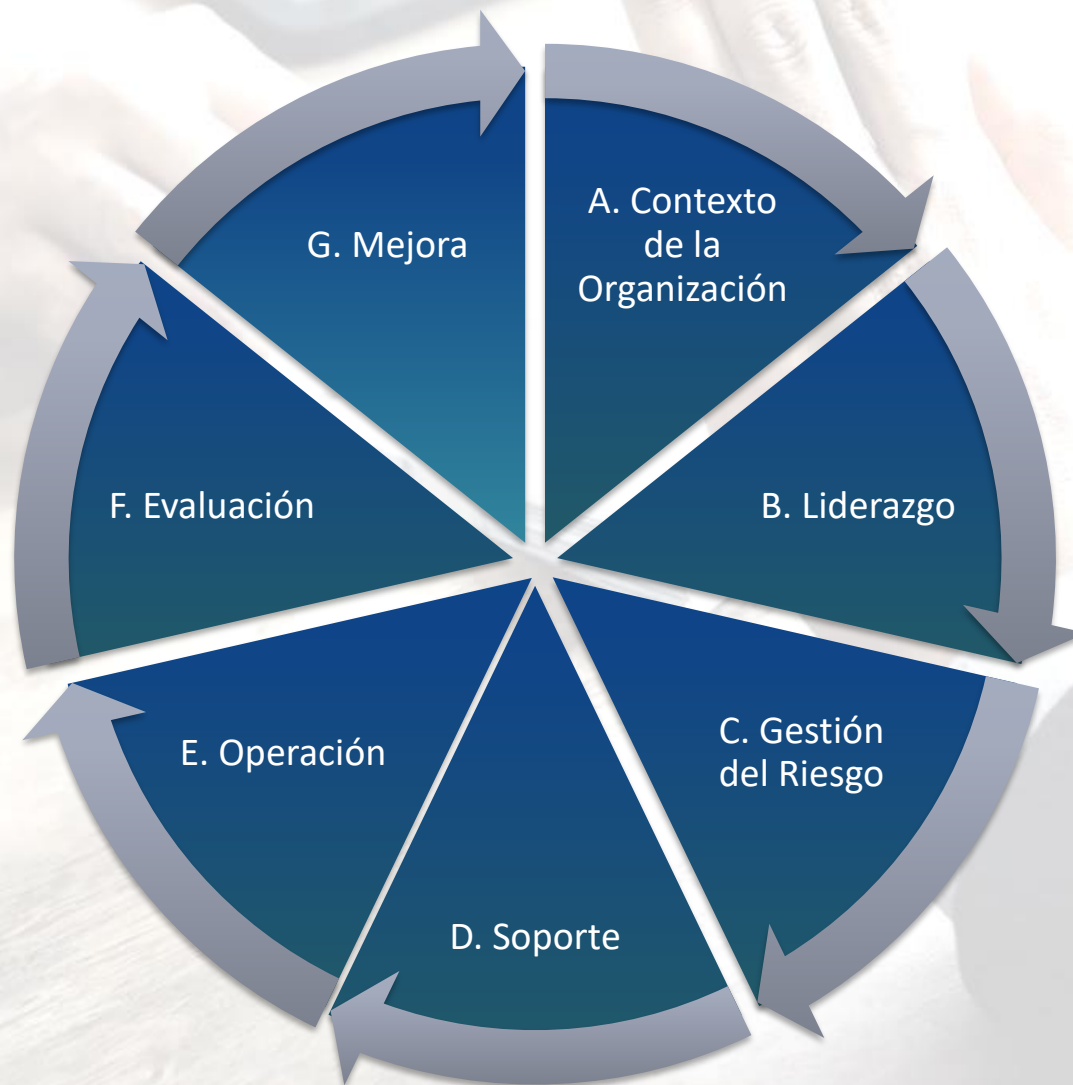 A. Contexto
de la
Organización
B. Liderazgo
C. Gestión
del Riesgo
D. Soporte
E. Operación
F. Evaluación
G. Mejora